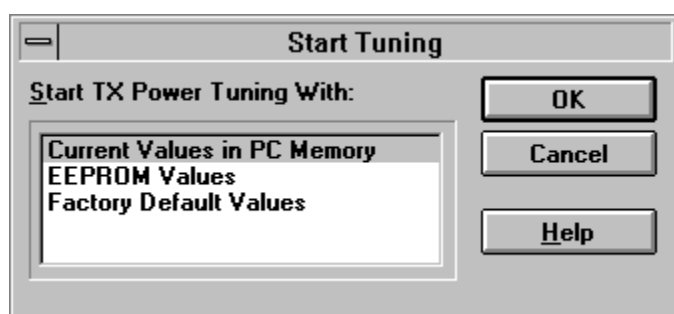 Start Tuning
Start TX Power Tuning With:
Current Values in PC Memory
EEPROM Values
Factory Default Values
OK
Cancel
Help